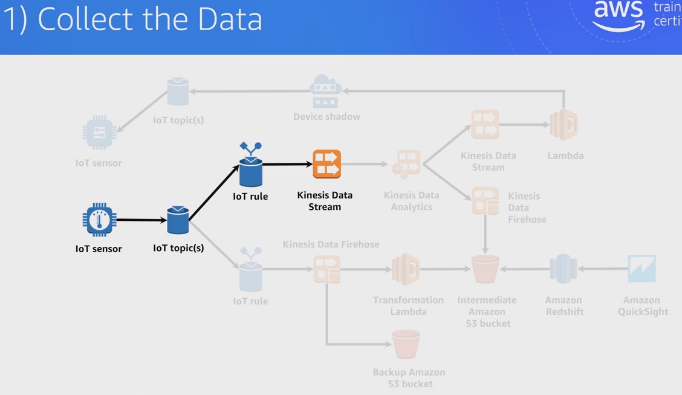 1) Collect the Data
aws
IoT topic(s)
Device shadow
IoT sensor
Kinesis Data
Stream
Lambda
IoT rule
Kinesis Data
Stream
Kinesis Data
Analytics
Kinesis
Data
Firehose
IoT sensor
IoT topic(s)
Kinesis Data Firehose
IoT rule
Transformation
Lambda
Intermediate
Amazon
S3 bucket
Amazon
Redshift
Amazon
QuickSight
Backup Amazon
S3 bucket